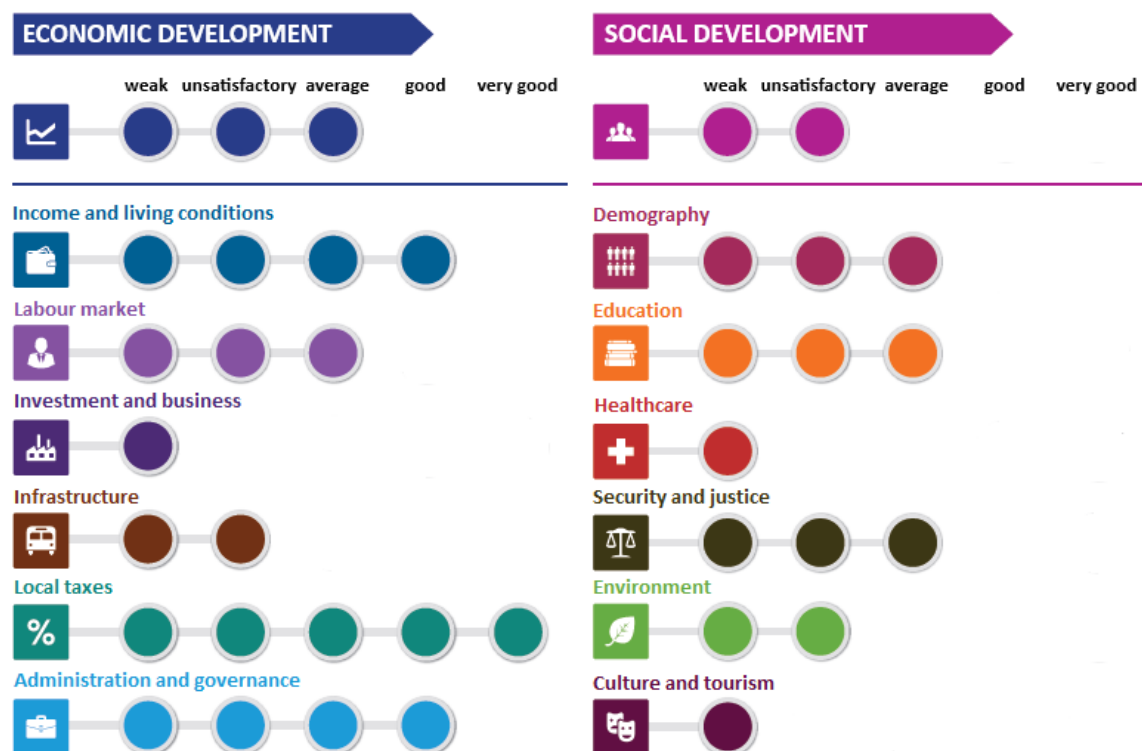 ECONOMIC DEVELOPMENT
weak unsatisfactory average good very good
Income and living conditions
Labour market
Investment and business
Infrastructure
Local taxes
%
Administration and governance
SOCIAL DEVELOPMENT
weak unsatisfactory average good very good
Demography
Education
Healthcare
Security and justice
Environment
Culture and tourism